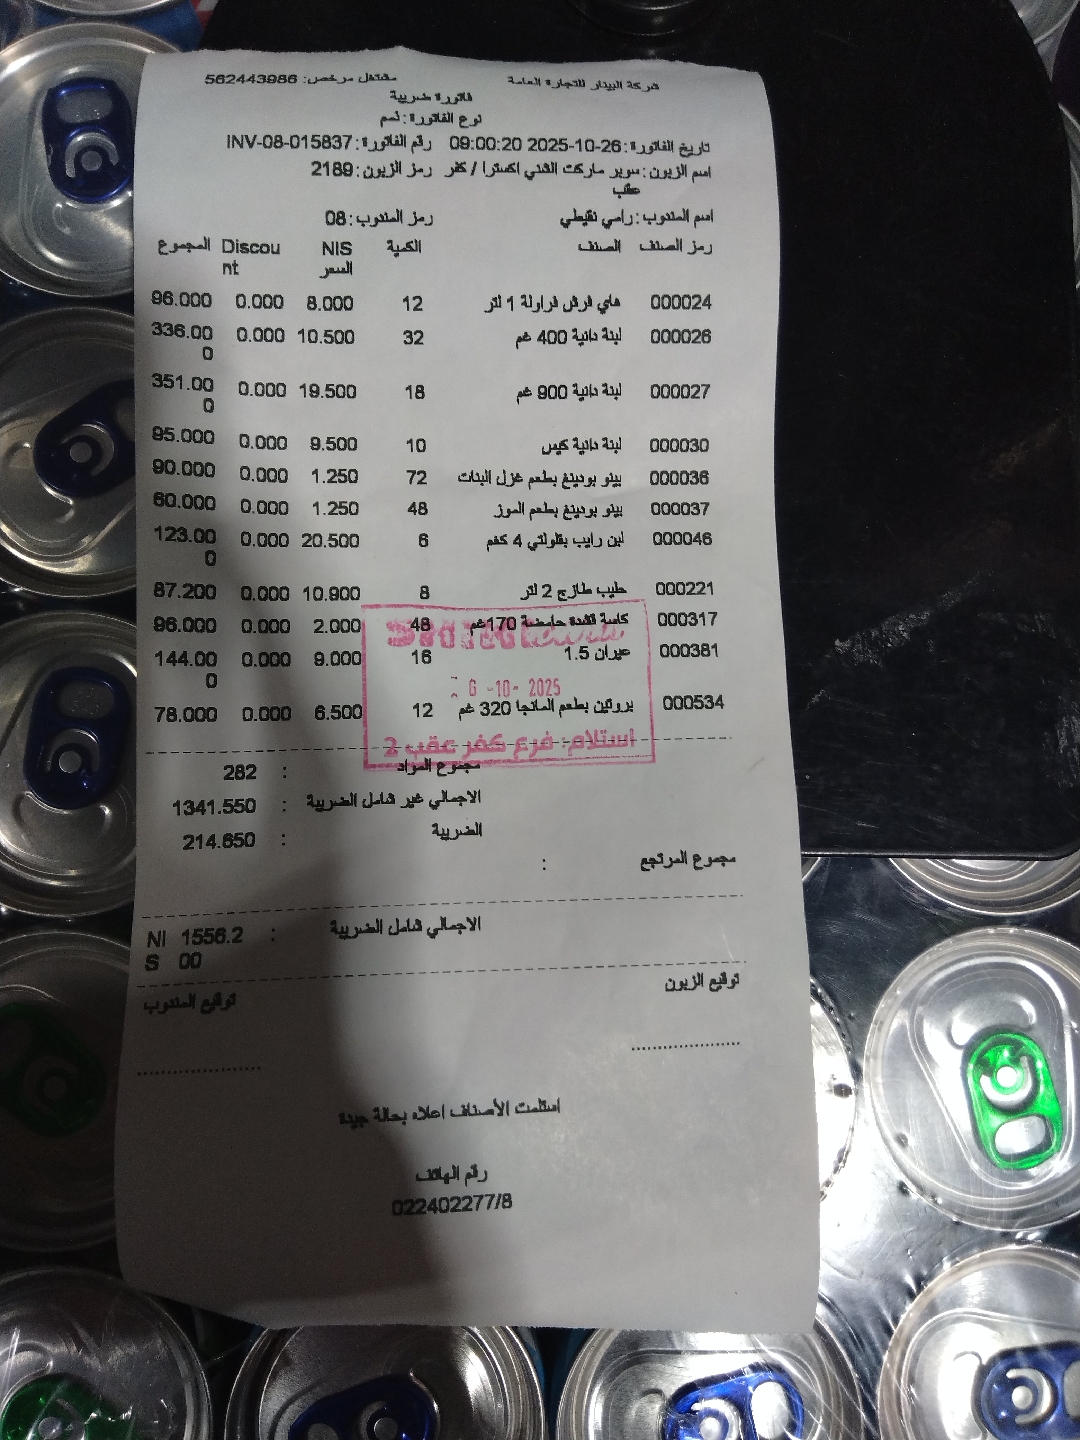 شركة البينار للتجارة العامة مشتغل مرخص: 562443986
فاتورة ضريبة
نوع الفاتورة: ذمم
تاريخ الفاتورة: 2025-10-26 09:00:20 رقم الفاتورة: INV-08-015837
اسم الزبون: سوبر ماركت الشني اكسترا / كفر عقب رمز الزبون: 2189
اسم المندوب: رامي نقيطي رمز المندوب: 08
رمز الصنف الصنف الكمية NIS السعر Discount المجموع
000024 هاي فرش فراولة 1 لتر 12 8.000 0.000 96.000
000026 لبنة دانية 400 غم 32 10.500 0.000 336.000
000027 لبنة دانية 900 غم 18 19.500 0.000 351.000
000030 لبنة دانية كيس 10 9.500 0.000 95.000
000036 بينو بودينغ بطعم غزل البنات 72 1.250 0.000 90.000
000037 بينو بودينغ بطعم الموز 48 1.250 0.000 60.000
000046 لبن رايب بقلولتي 4 كغم 6 20.500 0.000 123.000
000221 حليب طازج 2 لتر 8 10.900 0.000 87.200
000317 كاسة قشدة حامضة 170غم 48 2.000 0.000 96.000
000381 عيران 1.5 16 9.000 0.000 144.000
6 -10- 2025
000534 بروتين بطعم المانجا 320 غم 12 6.500 0.000 78.000
استلام: فرع كفر عقب 2
مجموع المواد : 282
الاجمالي غير شامل الضريبة : 1341.550
الضريبة : 214.650
مجموع المرتجع :
الاجمالي شامل الضريبة : 1556.200 NIS
توقيع الزبون توقيع المندوب
استلمت الأصناف اعلاه بحالة جيدة
رقم الهاتف
022402277/8